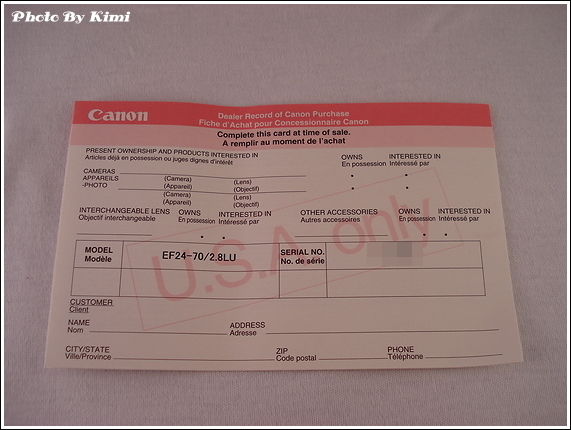 Photo By Kimi
Canon
Dealer Record of Canon Purchase
Fiche d'Achat pour Concessionnaire Canon
Complete this card at time of sale.
A remplir au moment de l'achat
PRESENT OWNERSHIP AND PRODUCTS INTERESTED IN
Articles déjà en possession ou juges dignes d'intérêt
OWNS INTERESTED IN
En possession Intéressé par
CAMERAS
APPAREILS (Camera) (Lens)
-PHOTO (Appareil) (Objectif)
(Camera) (Lens)
(Appareil) (Objectif)
INTERCHANGEABLE LENS OWNS INTERESTED IN OTHER ACCESSORIES OWNS INTERESTED IN
Objectif interchangeable En possession Intéressé par Autres accessoires En possession Intéressé par
U.S.A only
MODEL EF24-70/2.8LU SERIAL NO.
Modèle No. de série
CUSTOMER
Client
NAME ADDRESS
Nom Adresse
CITY/STATE ZIP PHONE
Ville/Province Code postal Téléphone